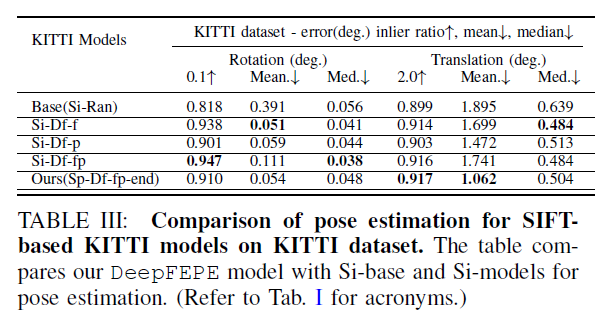 KITTI Models KITTI dataset - error(deg.) inlier ratio↑, mean↓, median↓
Rotation (deg.) Translation (deg.)
0.1↑ Mean.↓ Med.↓ 2.0↑ Mean.↓ Med.↓
Base(Si-Ran) 0.818 0.391 0.056 0.899 1.895 0.639
Si-Df-f 0.938 0.051 0.041 0.914 1.699 0.484
Si-Df-p 0.901 0.059 0.044 0.903 1.472 0.513
Si-Df-fp 0.947 0.111 0.038 0.916 1.741 0.484
Ours(Sp-Df-fp-end) 0.910 0.054 0.048 0.917 1.062 0.504
TABLE III: Comparison of pose estimation for SIFT-
based KITTI models on KITTI dataset. The table com-
pares our DeepFEPE model with Si-base and Si-models for
pose estimation. (Refer to Tab. I for acronyms.)